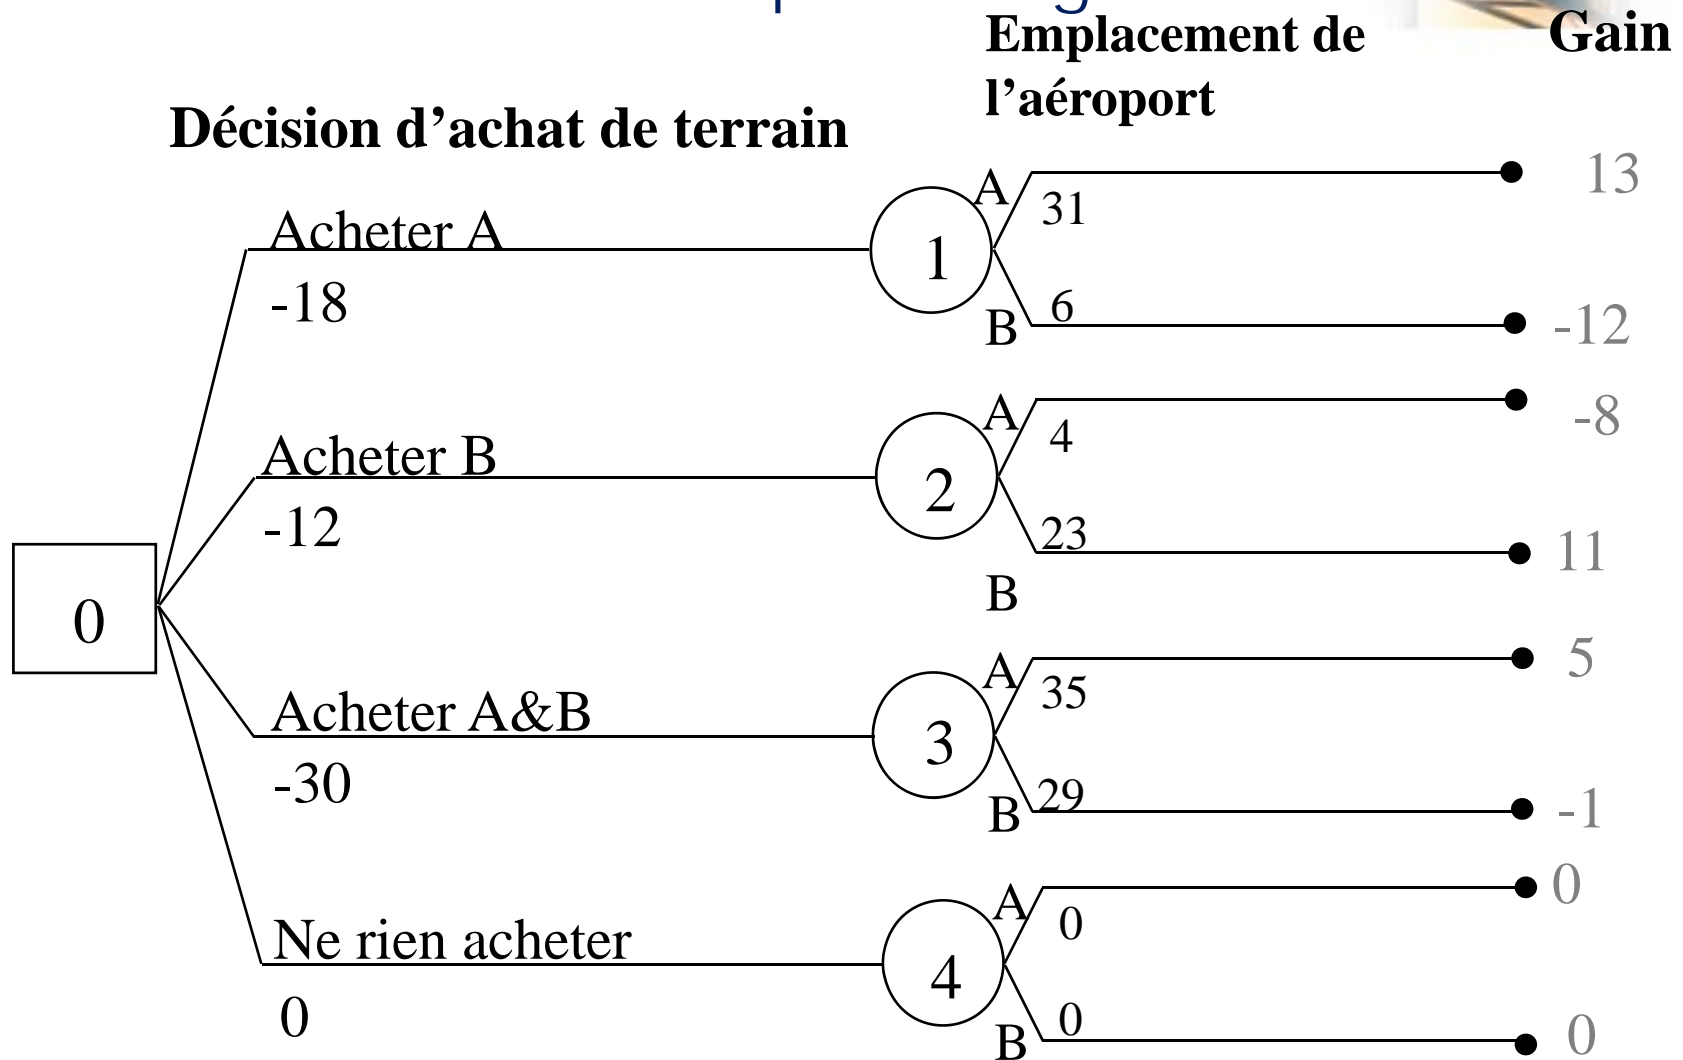 Emplacement de
l’aéroport
Gain
Décision d’achat de terrain
Acheter A
-18
1
A
31
13
B
6
-12
Acheter B
-12
2
A
4
-8
B
23
11
0
Acheter A&B
-30
3
A
35
5
B
29
-1
Ne rien acheter
0
4
A
0
0
B
0
0